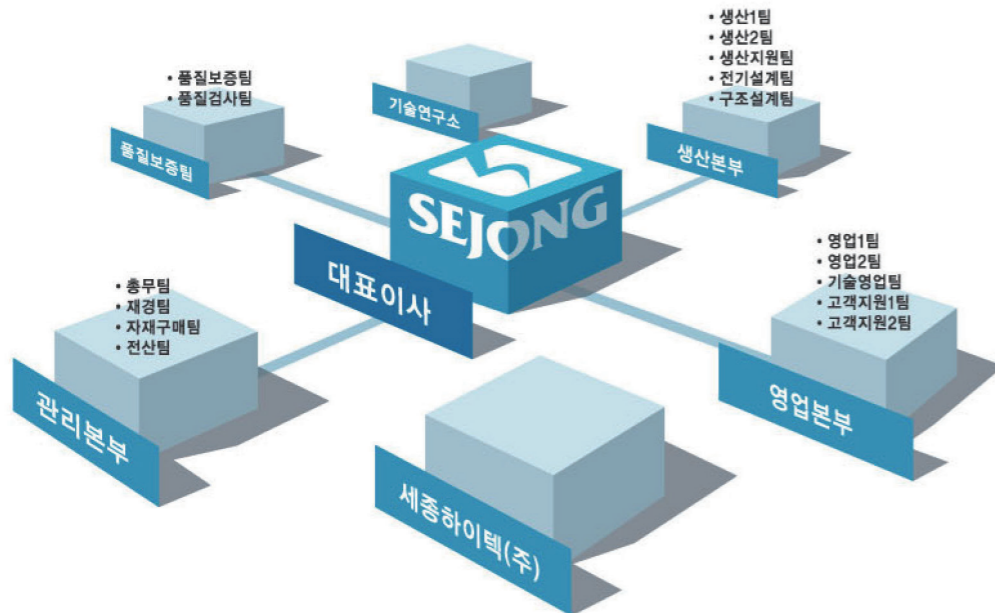 • 생산1팀
• 생산2팀
• 생산지원팀
• 전기설계팀
• 구조설계팀
생산본부
기술연구소
• 품질보증팀
• 품질검사팀
품질보증팀
SEJONG
대표이사
• 영업1팀
• 영업2팀
• 기술영업팀
• 고객지원1팀
• 고객지원2팀
영업본부
• 총무팀
• 재경팀
• 자재구매팀
• 전산팀
관리본부
세종하이텍(주)